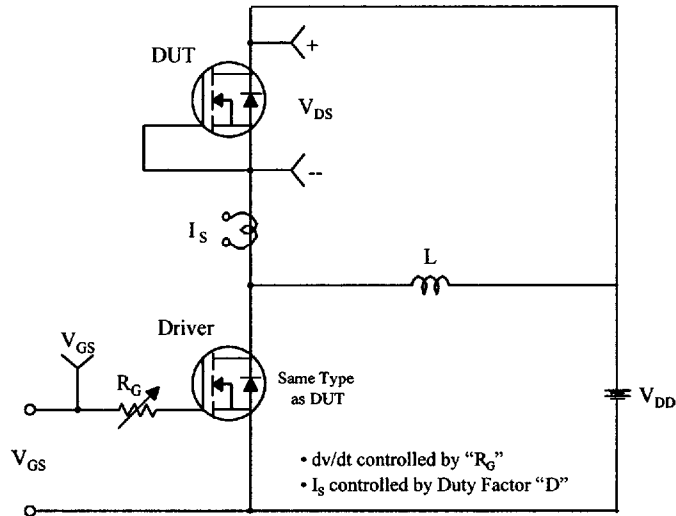 +
DUT
V_DS
--
I_S
L
Driver
V_GS
R_G
Same Type
as DUT
V_DD
V_GS
• dv/dt controlled by “R_G”
• I_S controlled by Duty Factor “D”